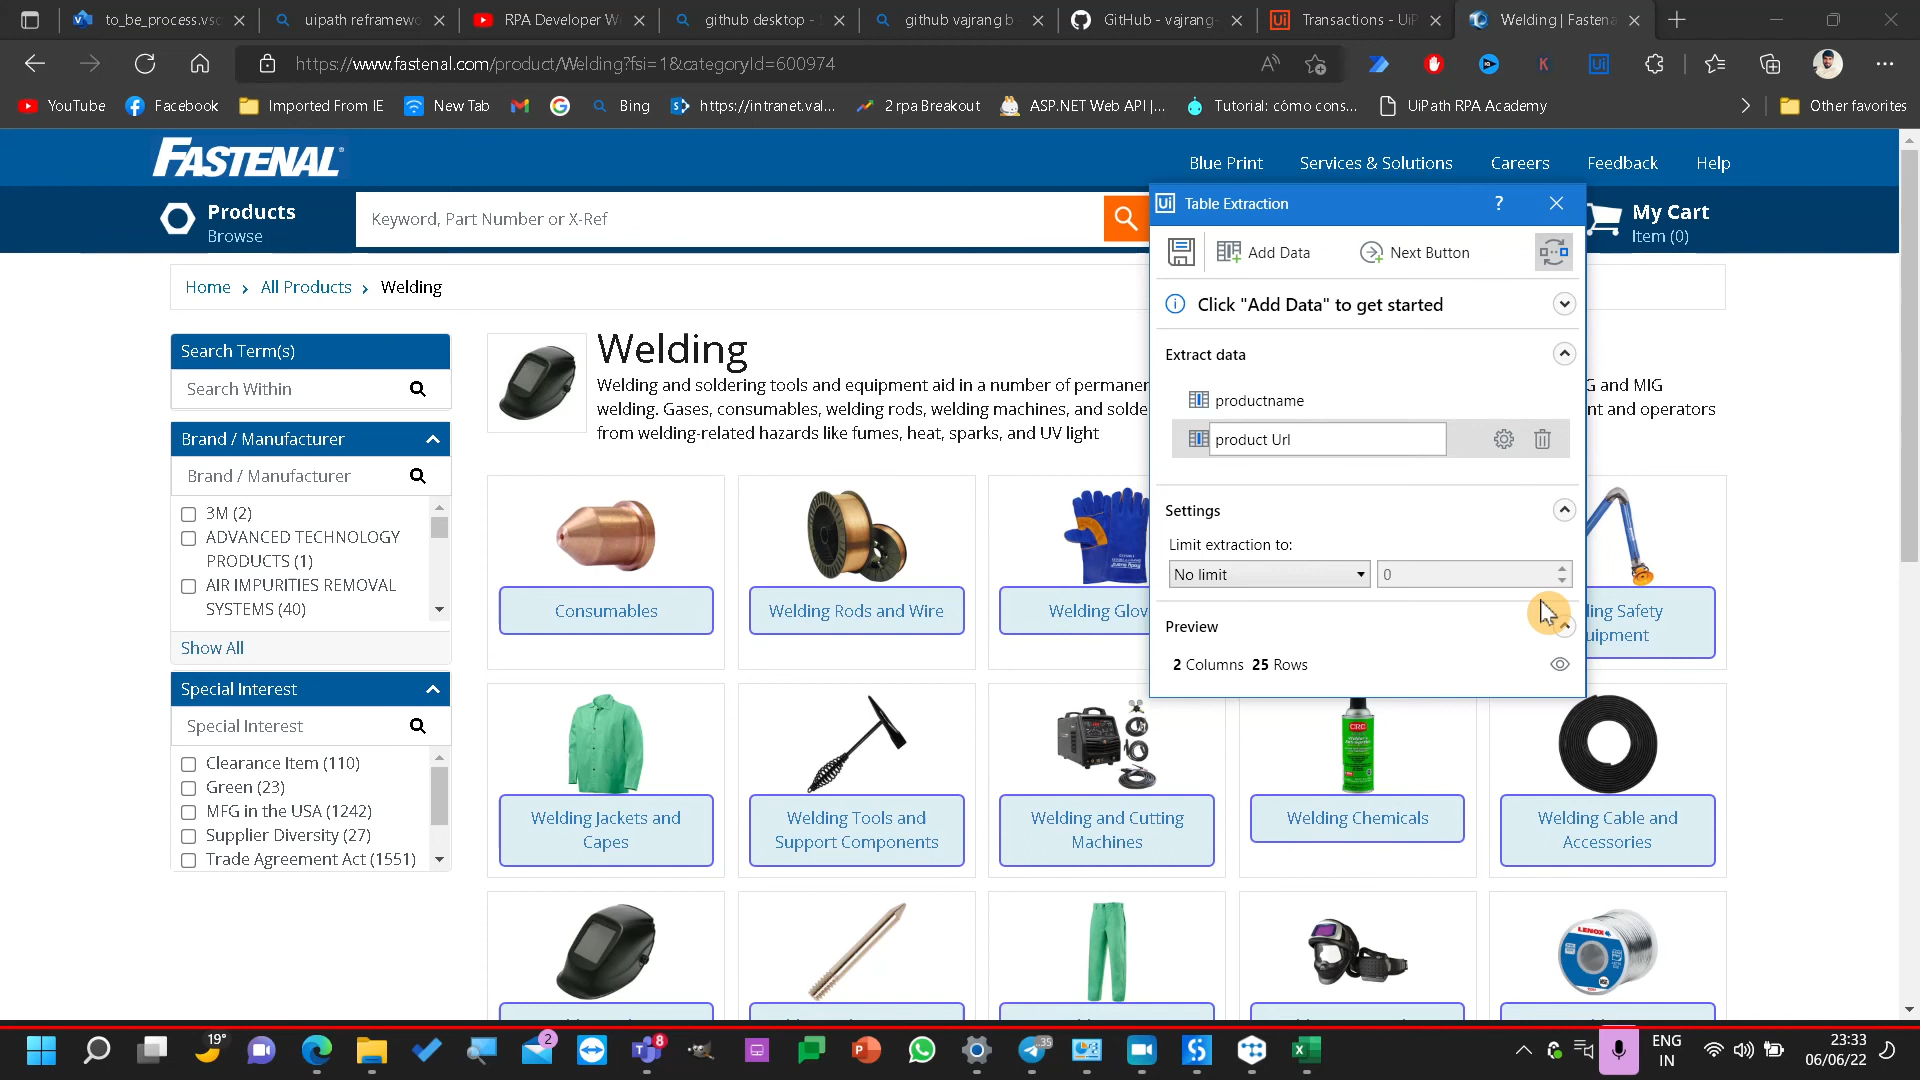 to_be_process.vs
uipath reframewo
RPA Developer W
github desktop -
github vajrang b
GitHub - vajrang-
Transactions - UiP
Welding | Fastena
https://www.fastenal.com/product/Welding?fsi=1&categoryId=600974
YouTube
Facebook
Imported From IE
New Tab
Bing
https://intranet.val...
2 rpa Breakout
ASP.NET Web API |...
Tutorial: cómo cons...
UiPath RPA Academy
Other favorites
FASTENAL
Blue Print
Services & Solutions
Careers
Feedback
Help
Products
Browse
Keyword, Part Number or X-Ref
My Cart
Item (0)
Home > All Products > Welding
Search Term(s)
Search Within
Brand / Manufacturer
Brand / Manufacturer
3M (2)
ADVANCED TECHNOLOGY
PRODUCTS (1)
AIR IMPURITIES REMOVAL
SYSTEMS (40)
Show All
Special Interest
Special Interest
Clearance Item (110)
Green (23)
MFG in the USA (1242)
Supplier Diversity (27)
Trade Agreement Act (1551)
Welding
Welding and soldering tools and equipment aid in a number of permaner
G and MIG
welding. Gases, consumables, welding rods, welding machines, and solde
nt and operators
from welding-related hazards like fumes, heat, sparks, and UV light
Consumables
Welding Rods and Wire
Welding Glov
ling Safety
uipment
Welding Jackets and
Capes
Welding Tools and
Support Components
Welding and Cutting
Machines
CRC
Welding Chemicals
Welding Cable and
Accessories
LENOX
Ui
Table Extraction
?
Add Data
Next Button
Click "Add Data" to get started
Extract data
productname
product Url
Settings
Limit extraction to:
No limit
0
Preview
2 Columns 25 Rows
19°
2
8
35
ENG
IN
23:33
06/06/22